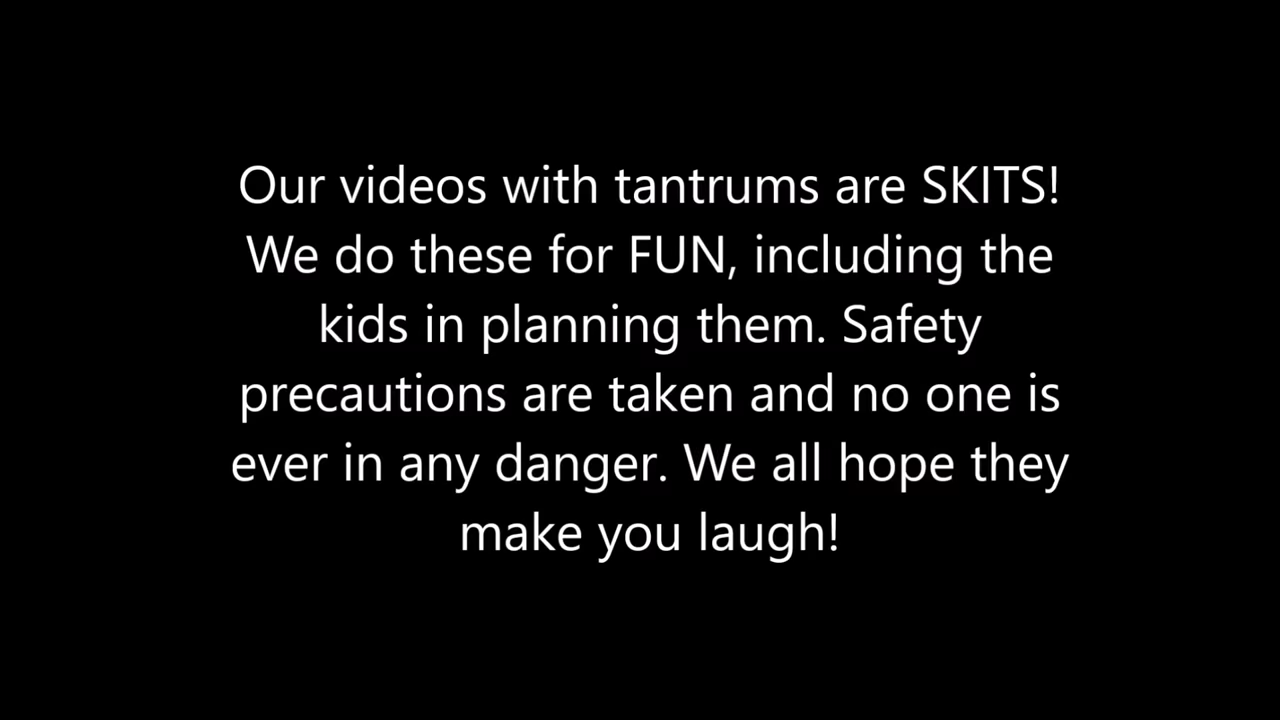 Our videos with tantrums are SKITS!
We do these for FUN, including the
kids in planning them. Safety
precautions are taken and no one is
ever in any danger. We all hope they
make you laugh!